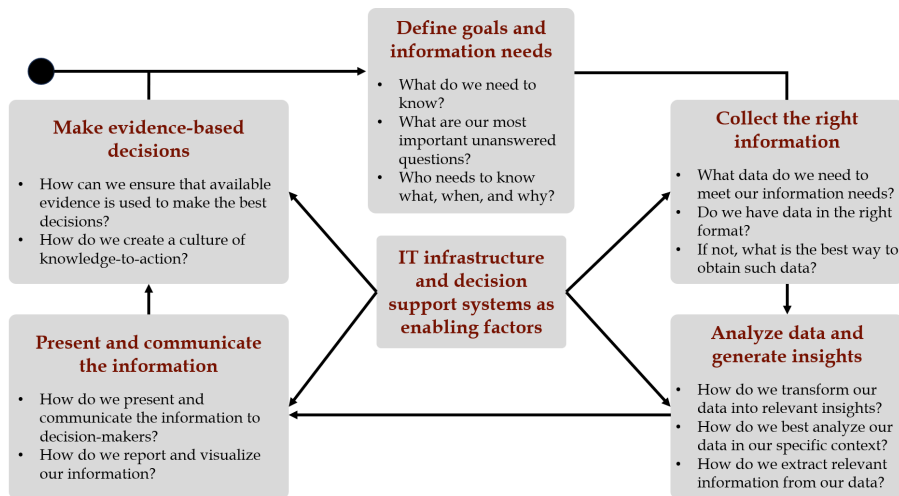 Define goals and
information needs
• What do we need to
know?
• What are our most
important unanswered
questions?
• Who needs to know
what, when, and why?
Collect the right
information
• What data do we need to
meet our information needs?
• Do we have data in the right
format?
• If not, what is the best way to
obtain such data?
Analyze data and
generate insights
• How do we transform our
data into relevant insights?
• How do we best analyze our
data in our specific context?
• How do we extract relevant
information from our data?
Present and communicate
the information
• How do we present and
communicate the information to
decision-makers?
• How do we report and visualize
our information?
Make evidence-based
decisions
• How can we ensure that available
evidence is used to make the best
decisions?
• How do we create a culture of
knowledge-to-action?
IT infrastructure
and decision
support systems as
enabling factors